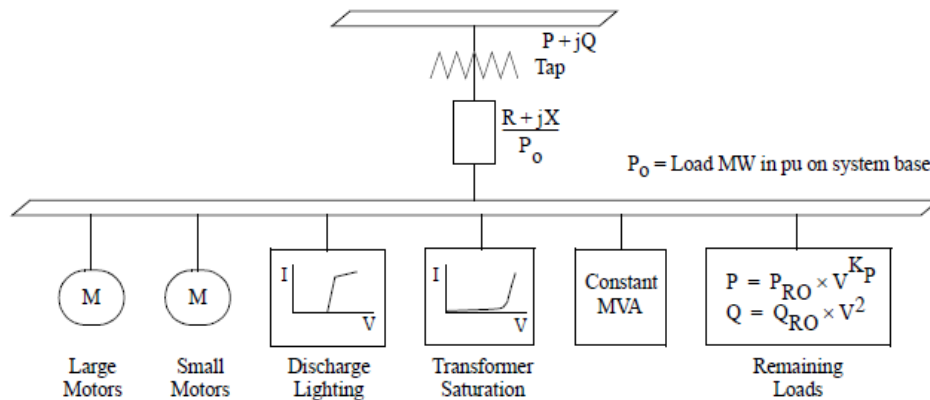 P + jQ
Tap
R + jX
P_o
P_o = Load MW in pu on system base
M
M
I
V
I
V
Constant
MVA
P = P_RO × V^K_P
Q = Q_RO × V^2
Large
Motors
Small
Motors
Discharge
Lighting
Transformer
Saturation
Remaining
Loads